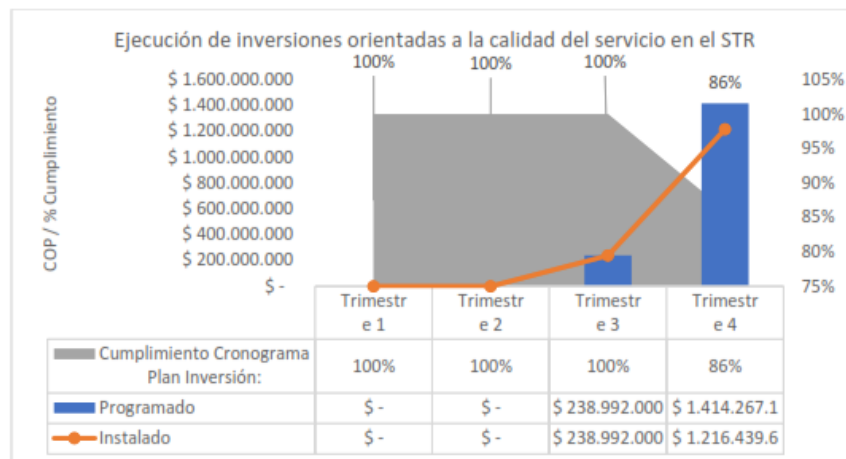 Ejecución de inversiones orientadas a la calidad del servicio en el STR
100% 100% 100% 86%
COP / % Cumplimiento
$ 1.600.000.000
$ 1.400.000.000
$ 1.200.000.000
$ 1.000.000.000
$ 800.000.000
$ 600.000.000
$ 400.000.000
$ 200.000.000
$ -
105%
100%
95%
90%
85%
80%
75%
Trimestr Trimestr Trimestr Trimestr
e 1 e 2 e 3 e 4
Cumplimiento Cronograma
Plan Inversión: 100% 100% 100% 86%
Programado $ - $ - $ 238.992.000 $ 1.414.267.1
Instalado $ - $ - $ 238.992.000 $ 1.216.439.6